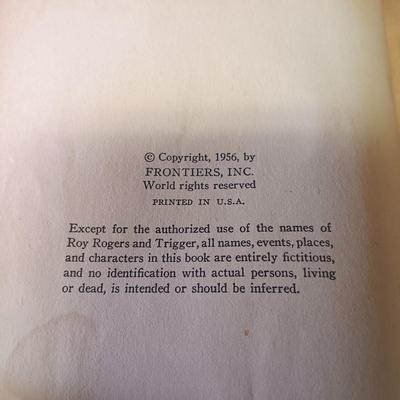 © Copyright, 1956, by
FRONTIERS, INC.
World rights reserved
PRINTED IN U.S.A.
Except for the authorized use of the names of
Roy Rogers and Trigger, all names, events, places,
and characters in this book are entirely fictitious,
and no identification with actual persons, living
or dead, is intended or should be inferred.